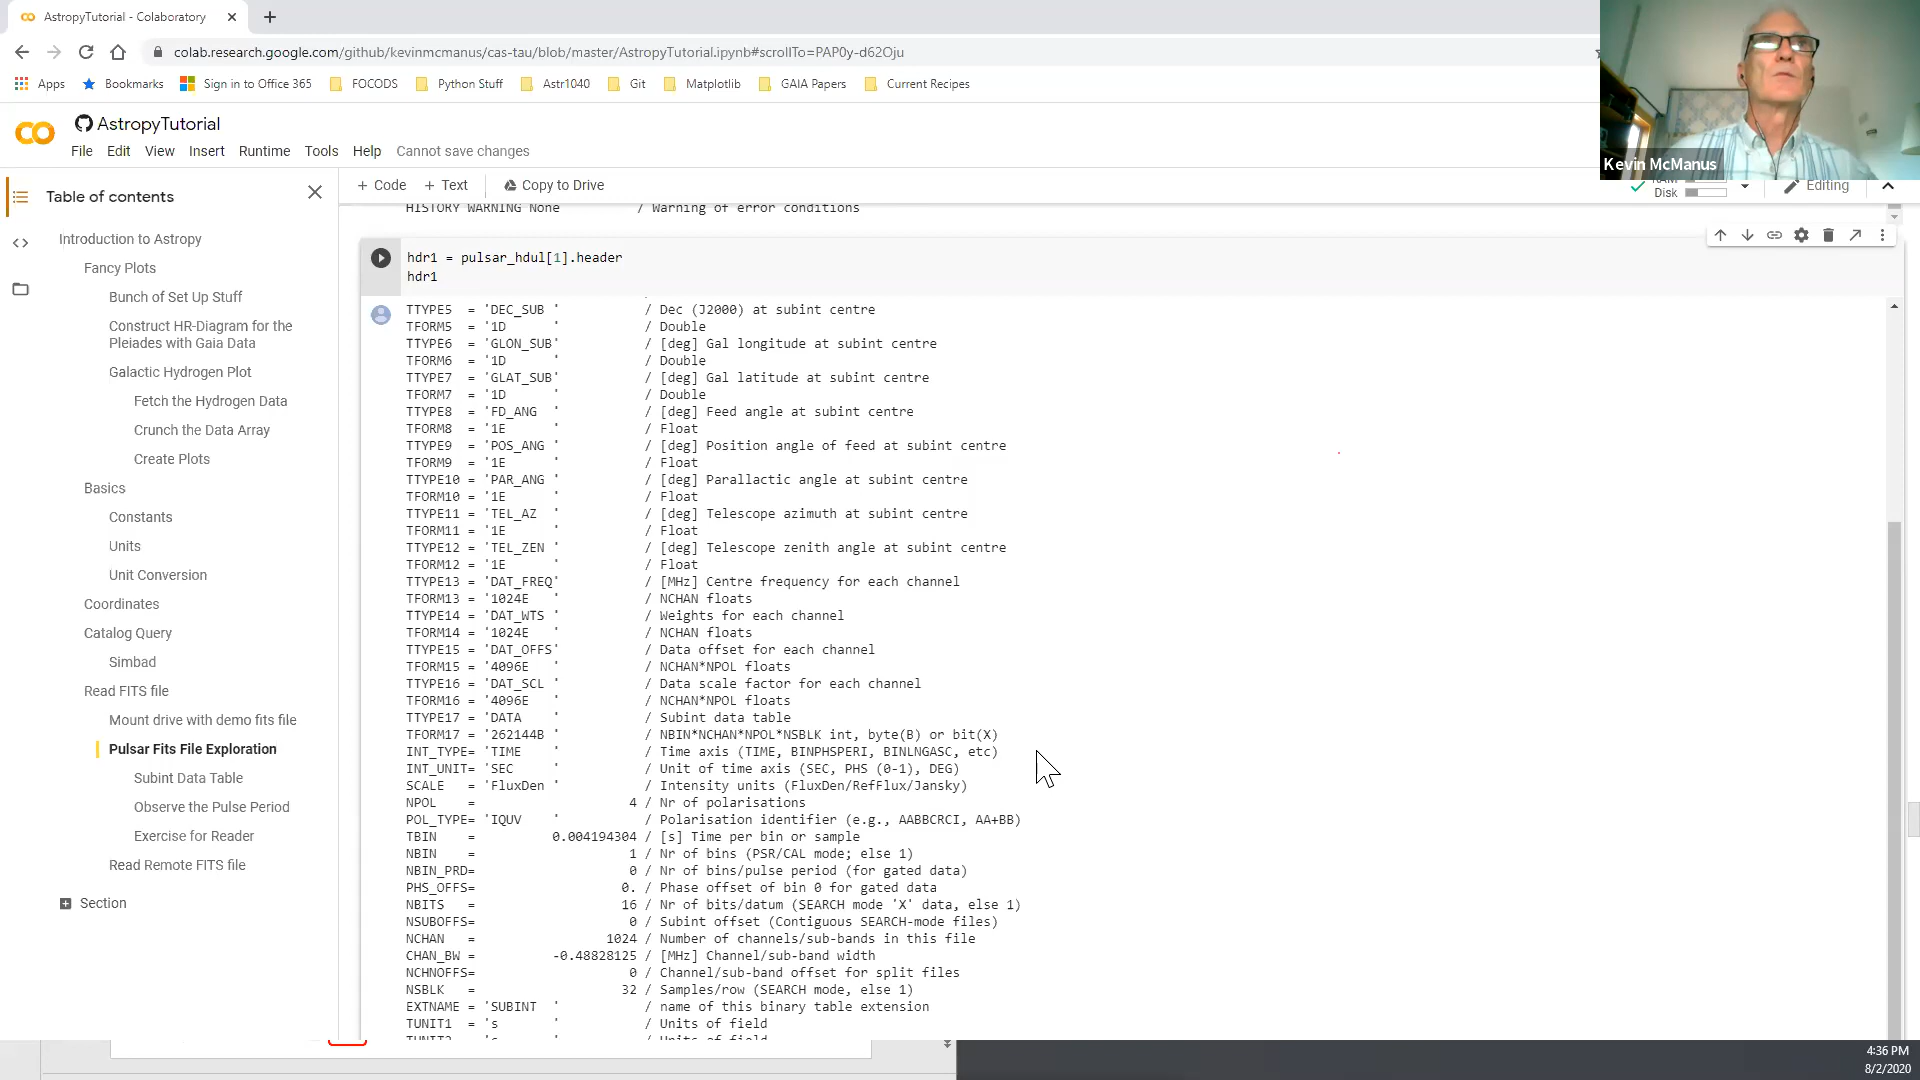 AstropyTutorial - Colaboratory
colab.research.google.com/github/kevinmcmanus/cas-tau/blob/master/AstropyTutorial.ipynb#scrollTo=PAP0y-d62Oju
Apps Bookmarks Sign in to Office 365 FOCODS Python Stuff Astr1040 Git Matplotlib GAIA Papers Current Recipes
Kevin McManus
AstropyTutorial
File Edit View Insert Runtime Tools Help Cannot save changes
+ Code + Text Copy to Drive
Disk
Editing
Table of contents
Introduction to Astropy
Fancy Plots
Bunch of Set Up Stuff
Construct HR-Diagram for the
Pleiades with Gaia Data
Galactic Hydrogen Plot
Fetch the Hydrogen Data
Crunch the Data Array
Create Plots
Basics
Constants
Units
Unit Conversion
Coordinates
Catalog Query
Simbad
Read FITS file
Mount drive with demo fits file
Pulsar Fits File Exploration
Subint Data Table
Observe the Pulse Period
Exercise for Reader
Read Remote FITS file
Section
HISTORY WARNING None / Warning of error conditions
hdr1 = pulsar_hdul[1].header
hdr1
TTYPE5 = 'DEC_SUB ' / Dec (J2000) at subint centre
TFORM5 = '1D ' / Double
TTYPE6 = 'GLON_SUB' / [deg] Gal longitude at subint centre
TFORM6 = '1D ' / Double
TTYPE7 = 'GLAT_SUB' / [deg] Gal latitude at subint centre
TFORM7 = '1D ' / Double
TTYPE8 = 'FD_ANG ' / [deg] Feed angle at subint centre
TFORM8 = '1E ' / Float
TTYPE9 = 'POS_ANG ' / [deg] Position angle of feed at subint centre
TFORM9 = '1E ' / Float
TTYPE10 = 'PAR_ANG ' / [deg] Parallactic angle at subint centre
TFORM10 = '1E ' / Float
TTYPE11 = 'TEL_AZ ' / [deg] Telescope azimuth at subint centre
TFORM11 = '1E ' / Float
TTYPE12 = 'TEL_ZEN ' / [deg] Telescope zenith angle at subint centre
TFORM12 = '1E ' / Float
TTYPE13 = 'DAT_FREQ' / [MHz] Centre frequency for each channel
TFORM13 = '1024E ' / NCHAN floats
TTYPE14 = 'DAT_WTS ' / Weights for each channel
TFORM14 = '1024E ' / NCHAN floats
TTYPE15 = 'DAT_OFFS' / Data offset for each channel
TFORM15 = '4096E ' / NCHAN*NPOL floats
TTYPE16 = 'DAT_SCL ' / Data scale factor for each channel
TFORM16 = '4096E ' / NCHAN*NPOL floats
TTYPE17 = 'DATA ' / Subint data table
TFORM17 = '262144B ' / NBIN*NCHAN*NPOL*NSBLK int, byte(B) or bit(X)
INT_TYPE= 'TIME ' / Time axis (TIME, BINPHSPERI, BINLNGASC, etc)
INT_UNIT= 'SEC ' / Unit of time axis (SEC, PHS (0-1), DEG)
SCALE = 'FluxDen ' / Intensity units (FluxDen/RefFlux/Jansky)
NPOL = 4 / Nr of polarisations
POL_TYPE= 'IQUV ' / Polarisation identifier (e.g., AABBCRCI, AA+BB)
TBIN = 0.004194304 / [s] Time per bin or sample
NBIN = 1 / Nr of bins (PSR/CAL mode; else 1)
NBIN_PRD= 0 / Nr of bins/pulse period (for gated data)
PHS_OFFS= 0. / Phase offset of bin 0 for gated data
NBITS = 16 / Nr of bits/datum (SEARCH mode 'X' data, else 1)
NSUBOFFS= 0 / Subint offset (Contiguous SEARCH-mode files)
NCHAN = 1024 / Number of channels/sub-bands in this file
CHAN_BW = -0.48828125 / [MHz] Channel/sub-band width
NCHNOFFS= 0 / Channel/sub-band offset for split files
NSBLK = 32 / Samples/row (SEARCH mode, else 1)
EXTNAME = 'SUBINT ' / name of this binary table extension
TUNIT1 = 's ' / Units of field
4:36 PM
8/2/2020